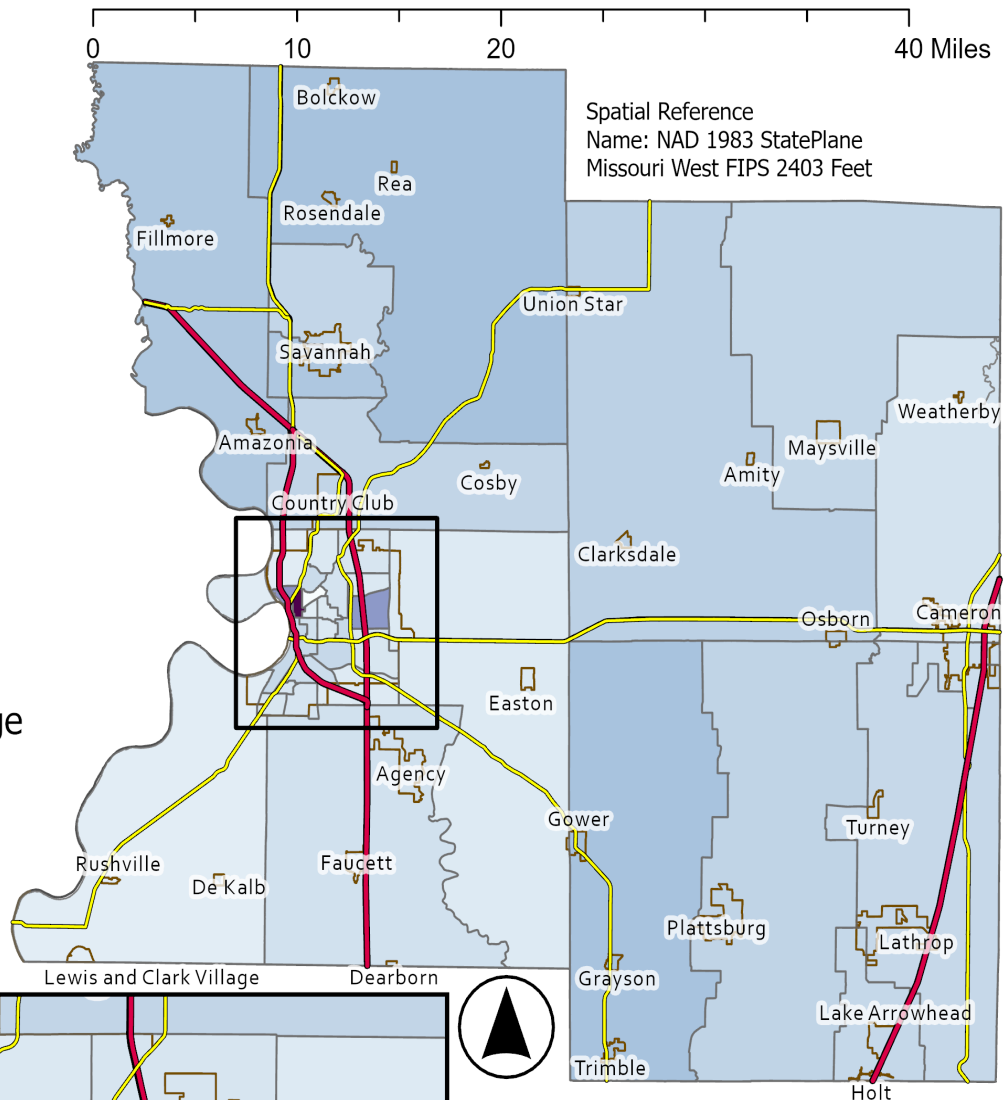 0 10 20 40 Miles
Spatial Reference
Name: NAD 1983 StatePlane
Missouri West FIPS 2403 Feet
Bolckow
Rea
Rosendale
Fillmore
Union Star
Savannah
Weatherby
Amazonia
Maysville
Amity
Cosby
Country Club
Clarksdale
Osborn
Cameron
Easton
ge
Agency
Gower
Turney
Rushville
Faucett
De Kalb
Plattsburg
Lathrop
Lewis and Clark Village
Dearborn
Grayson
Lake Arrowhead
Trimble
Holt